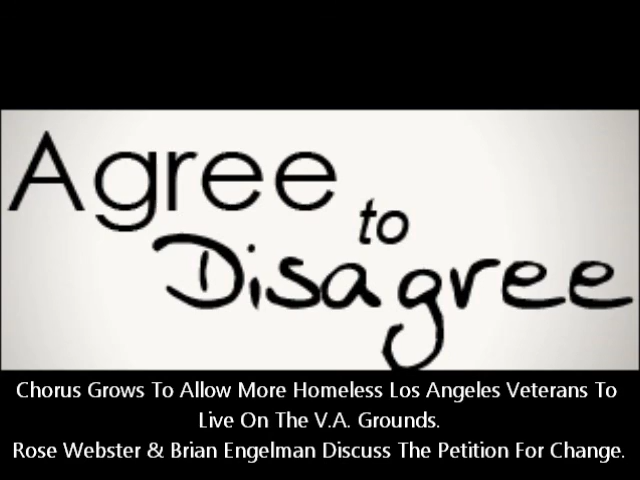 Agree
to
Disagree
Chorus Grows To Allow More Homeless Los Angeles Veterans To
Live On The V.A. Grounds.
Rose Webster & Brian Engelman Discuss The Petition For Change.